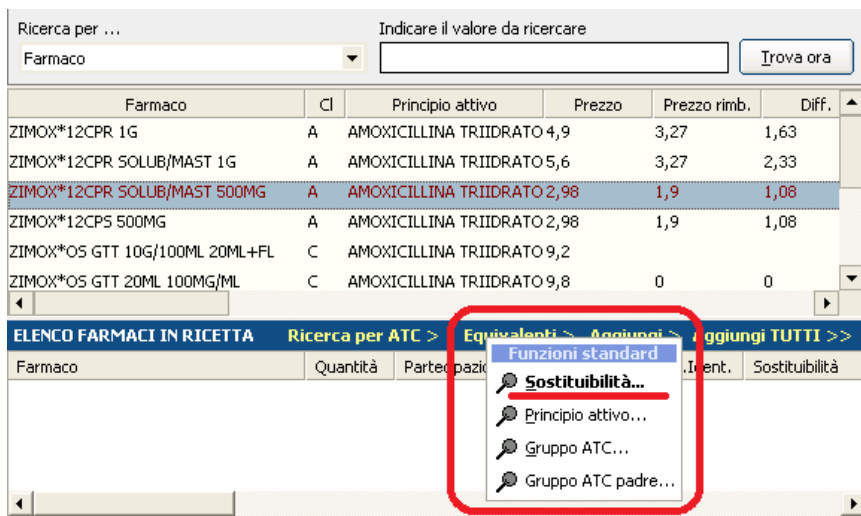 Ricerca per ... Indicare il valore da ricercare
Farmaco Trova ora
Farmaco Cl Principio attivo Prezzo Prezzo rimb. Diff.
ZIMOX*12CPR 1G A AMOXICILLINA TRIIDRATO 4,9 3,27 1,63
ZIMOX*12CPR SOLUB/MAST 1G A AMOXICILLINA TRIIDRATO 5,6 3,27 2,33
ZIMOX*12CPR SOLUB/MAST 500MG A AMOXICILLINA TRIIDRATO 2,98 1,9 1,08
ZIMOX*12CPS 500MG A AMOXICILLINA TRIIDRATO 2,98 1,9 1,08
ZIMOX*OS GTT 10G/100ML 20ML+FL C AMOXICILLINA TRIIDRATO 9,2
ZIMOX*OS GTT 20ML 100MG/ML C AMOXICILLINA TRIIDRATO 9,8 0 0
ELENCO FARMACI IN RICETTA Ricerca per ATC > Equivalenti > Aggiungi > Aggiungi TUTTI >>
Farmaco Quantità Partecipazio .Ident. Sostituibilità
Funzioni standard
Sostituibilità...
Principio attivo...
Gruppo ATC...
Gruppo ATC padre...